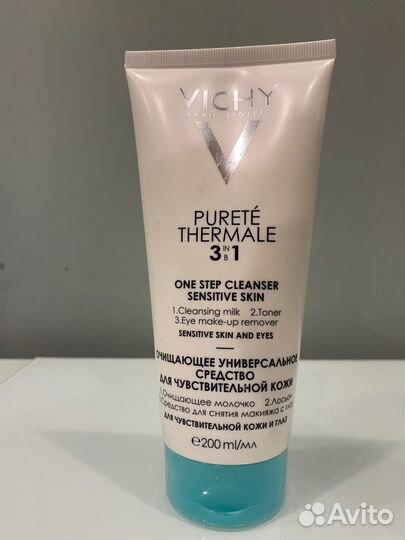 VICHY
LABORATOIRES
PURETÉ
THERMALE
3 IN В 1
ONE STEP CLEANSER
SENSITIVE SKIN
1.Cleansing milk 2.Toner
3.Eye make-up remover
SENSITIVE SKIN AND EYES
ОЧИЩАЮЩЕЕ УНИВЕРСАЛЬНОЕ
СРЕДСТВО
ДЛЯ ЧУВСТВИТЕЛЬНОЙ КОЖИ
1.Очищающее молочко 2.Лосьон
Средство для снятия макияжа с глаз
ДЛЯ ЧУВСТВИТЕЛЬНОЙ КОЖИ И ГЛАЗ
℮200 ml/мл
Avito